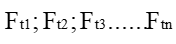 Ft1; Ft2; Ft3......Ftn